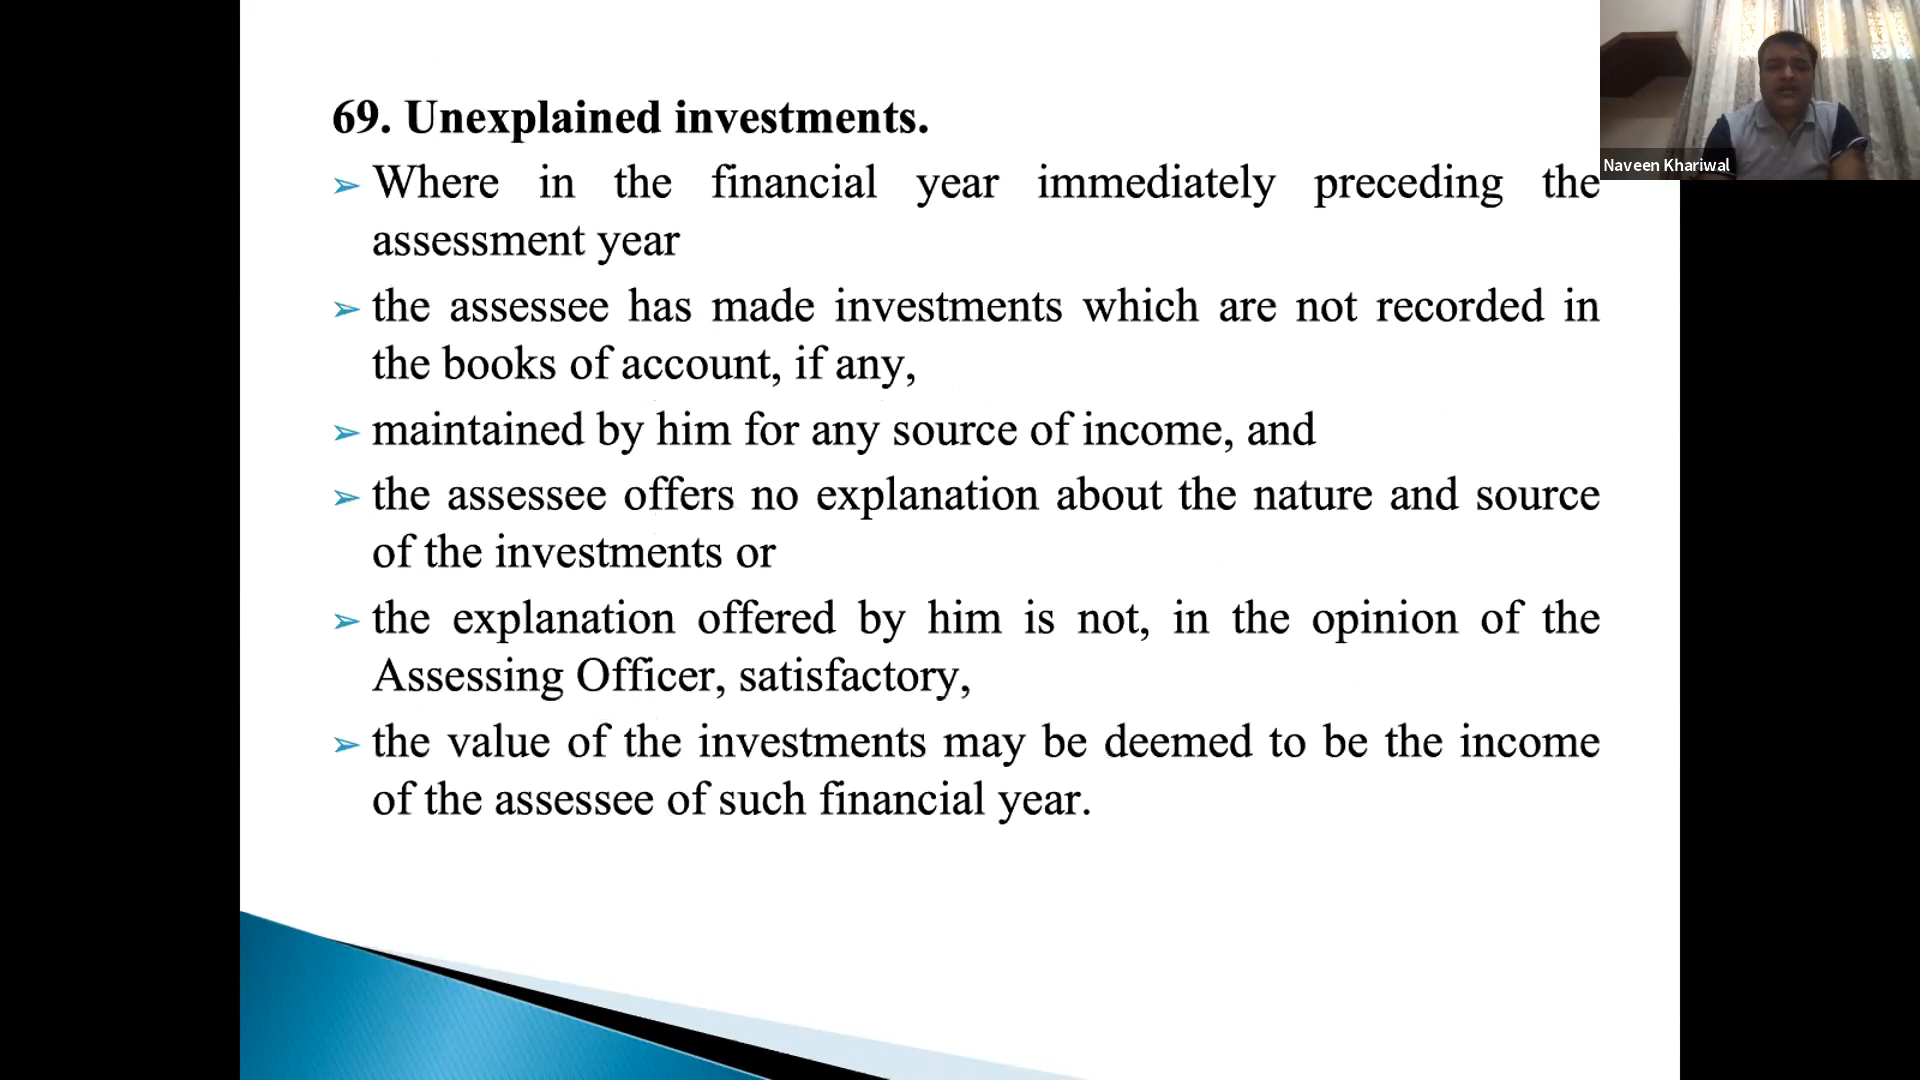 69. Unexplained investments.
➢ Where in the financial year immediately preceding the
assessment year
➢ the assessee has made investments which are not recorded in
the books of account, if any,
➢ maintained by him for any source of income, and
➢ the assessee offers no explanation about the nature and source
of the investments or
➢ the explanation offered by him is not, in the opinion of the
Assessing Officer, satisfactory,
➢ the value of the investments may be deemed to be the income
of the assessee of such financial year.
Naveen Khariwal